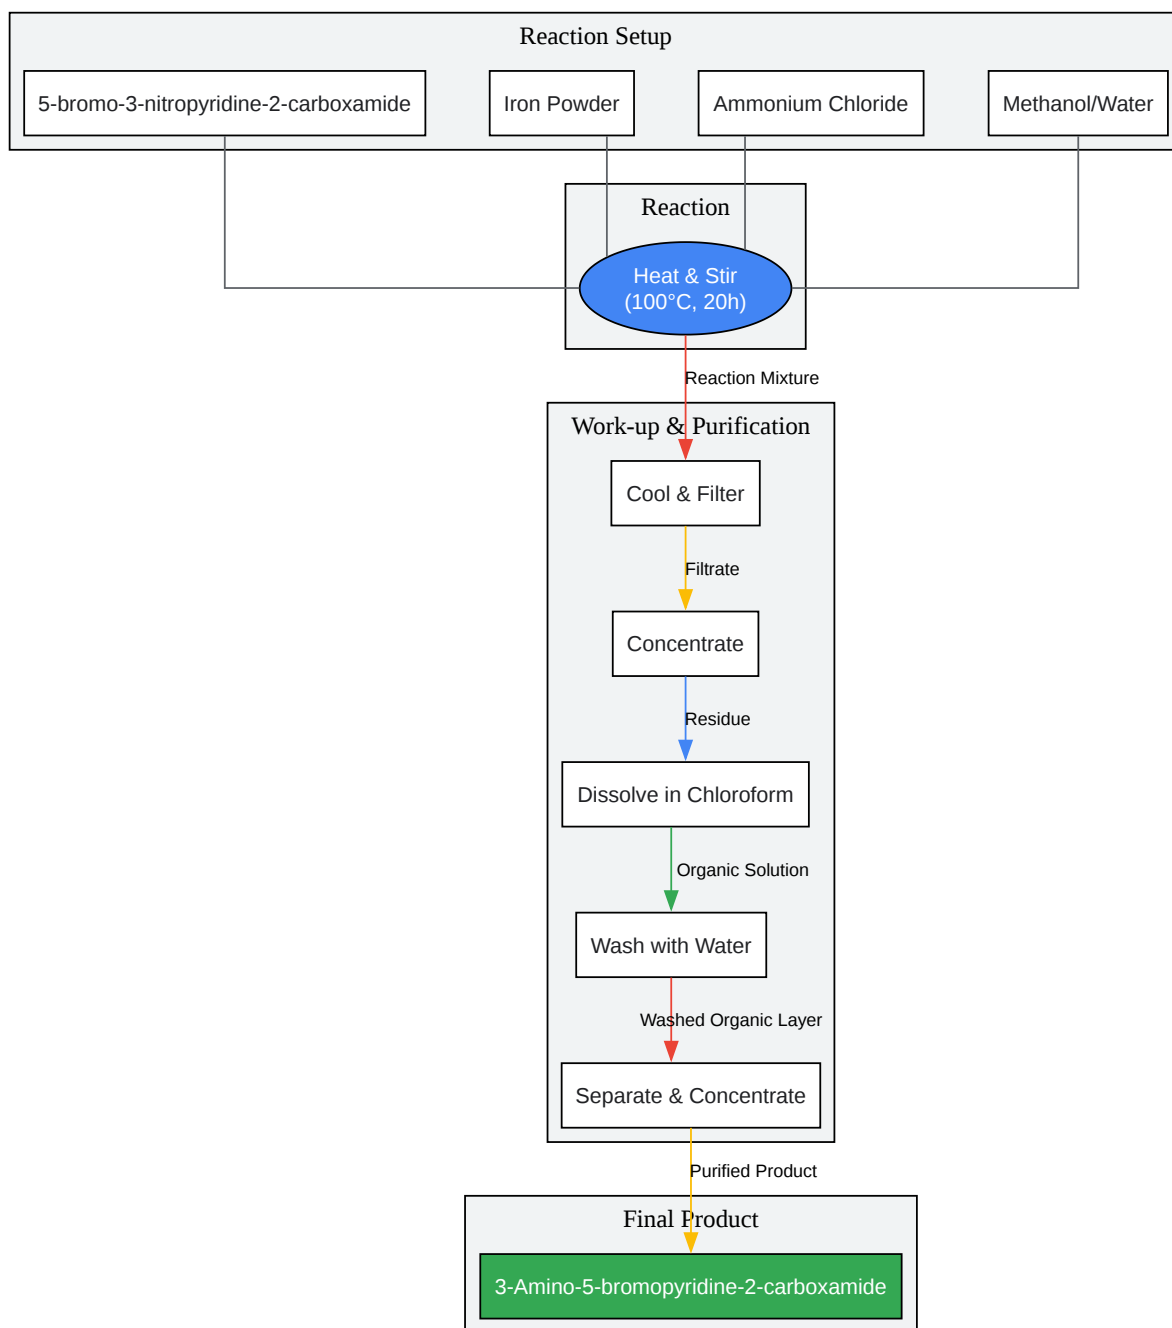 Reaction Setup
5-bromo-3-nitropyridine-2-carboxamide
Iron Powder
Ammonium Chloride
Methanol/Water
Reaction
Heat & Stir
(100°C, 20h)
Reaction Mixture
Work-up & Purification
Cool & Filter
Filtrate
Concentrate
Residue
Dissolve in Chloroform
Organic Solution
Wash with Water
Washed Organic Layer
Separate & Concentrate
Purified Product
Final Product
3-Amino-5-bromopyridine-2-carboxamide